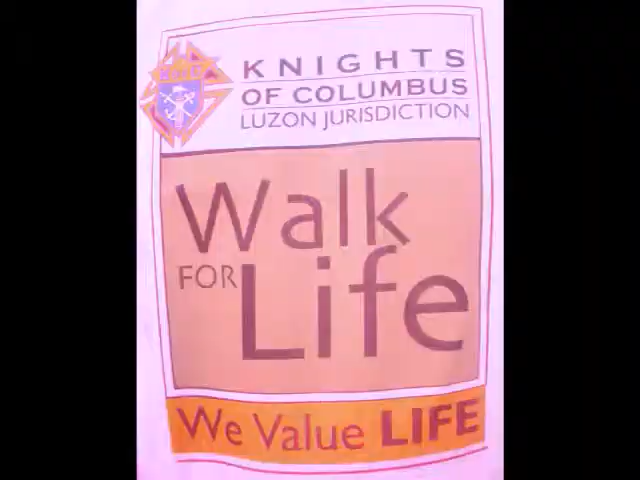 KNIGHTS
OF COLUMBUS
LUZON JURISDICTION
Walk
FOR Life
We Value LIFE